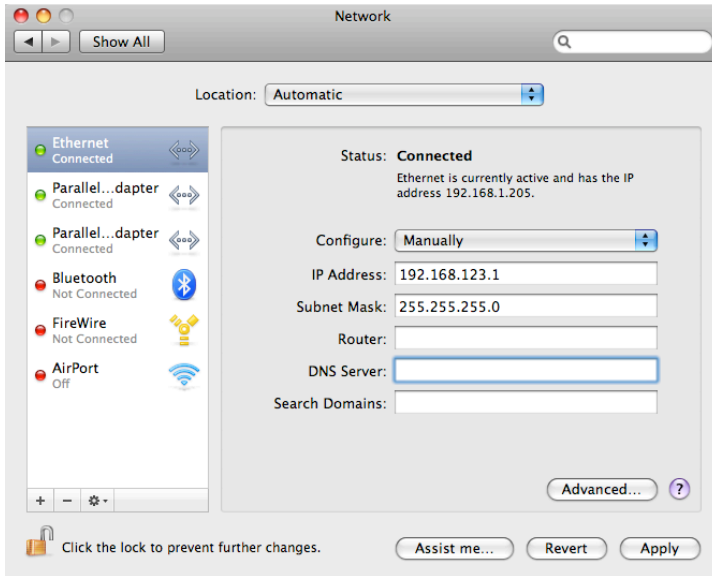 Network
Show All
Location: Automatic
Ethernet
Connected
Parallel...dapter
Connected
Parallel...dapter
Connected
Bluetooth
Not Connected
FireWire
Not Connected
AirPort
Off
Status: Connected
Ethernet is currently active and has the IP
address 192.168.1.205.
Configure: Manually
IP Address: 192.168.123.1
Subnet Mask: 255.255.255.0
Router:
DNS Server:
Search Domains:
Advanced... ?
Click the lock to prevent further changes.
Assist me... Revert Apply